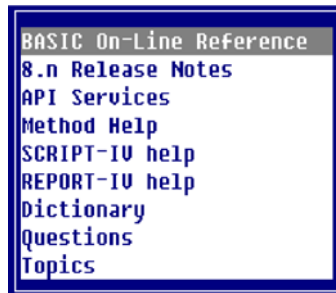 BASIC On-Line Reference
8.n Release Notes
API Services
Method Help
SCRIPT-IV help
REPORT-IV help
Dictionary
Questions
Topics